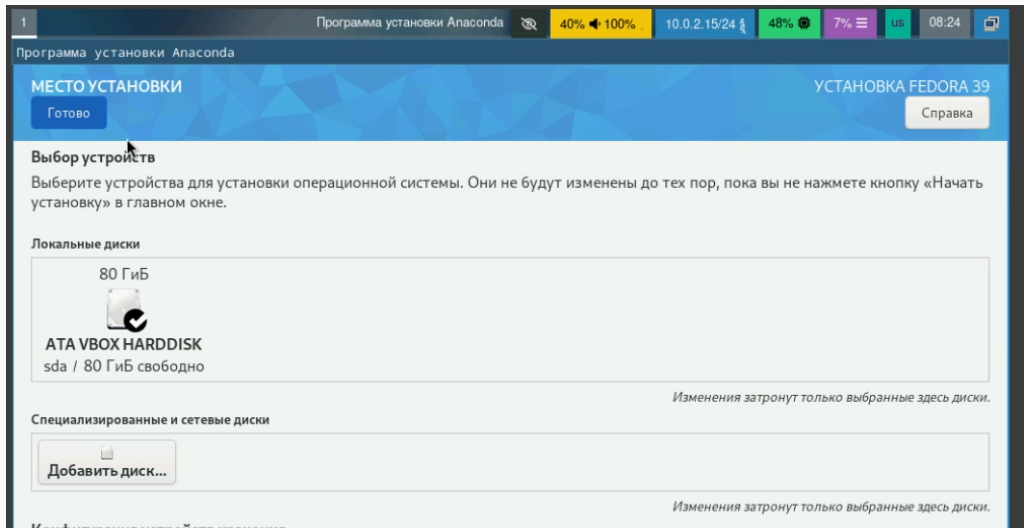 1 Программа установки Anaconda 40% 100% 10.0.2.15/24 48% 7% us 08:24
Программа установки Anaconda
МЕСТО УСТАНОВКИ УСТАНОВКА FEDORA 39
Готово Справка
Выбор устройств
Выберите устройства для установки операционной системы. Они не будут изменены до тех пор, пока вы не нажмете кнопку «Начать
установку» в главном окне.
Локальные диски
80 ГиБ
ATA VBOX HARDDISK
sda / 80 ГиБ свободно
Изменения затронут только выбранные здесь диски.
Специализированные и сетевые диски
Добавить диск...
Изменения затронут только выбранные здесь диски.